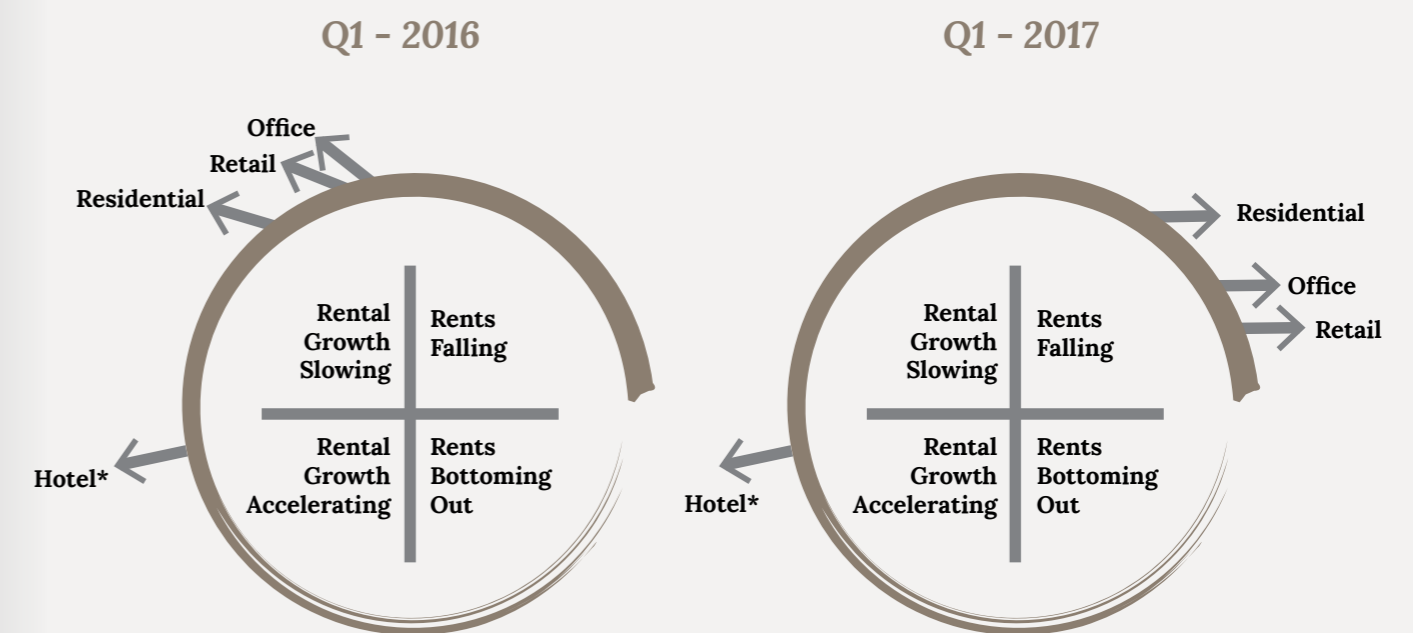 Q1 - 2016
Office
Retail
Residential
Rental
Growth
Slowing
Rents
Falling
Rental
Growth
Accelerating
Rents
Bottoming
Out
Hotel*
Q1 - 2017
Residential
Office
Retail
Rental
Growth
Slowing
Rents
Falling
Rental
Growth
Accelerating
Rents
Bottoming
Out
Hotel*